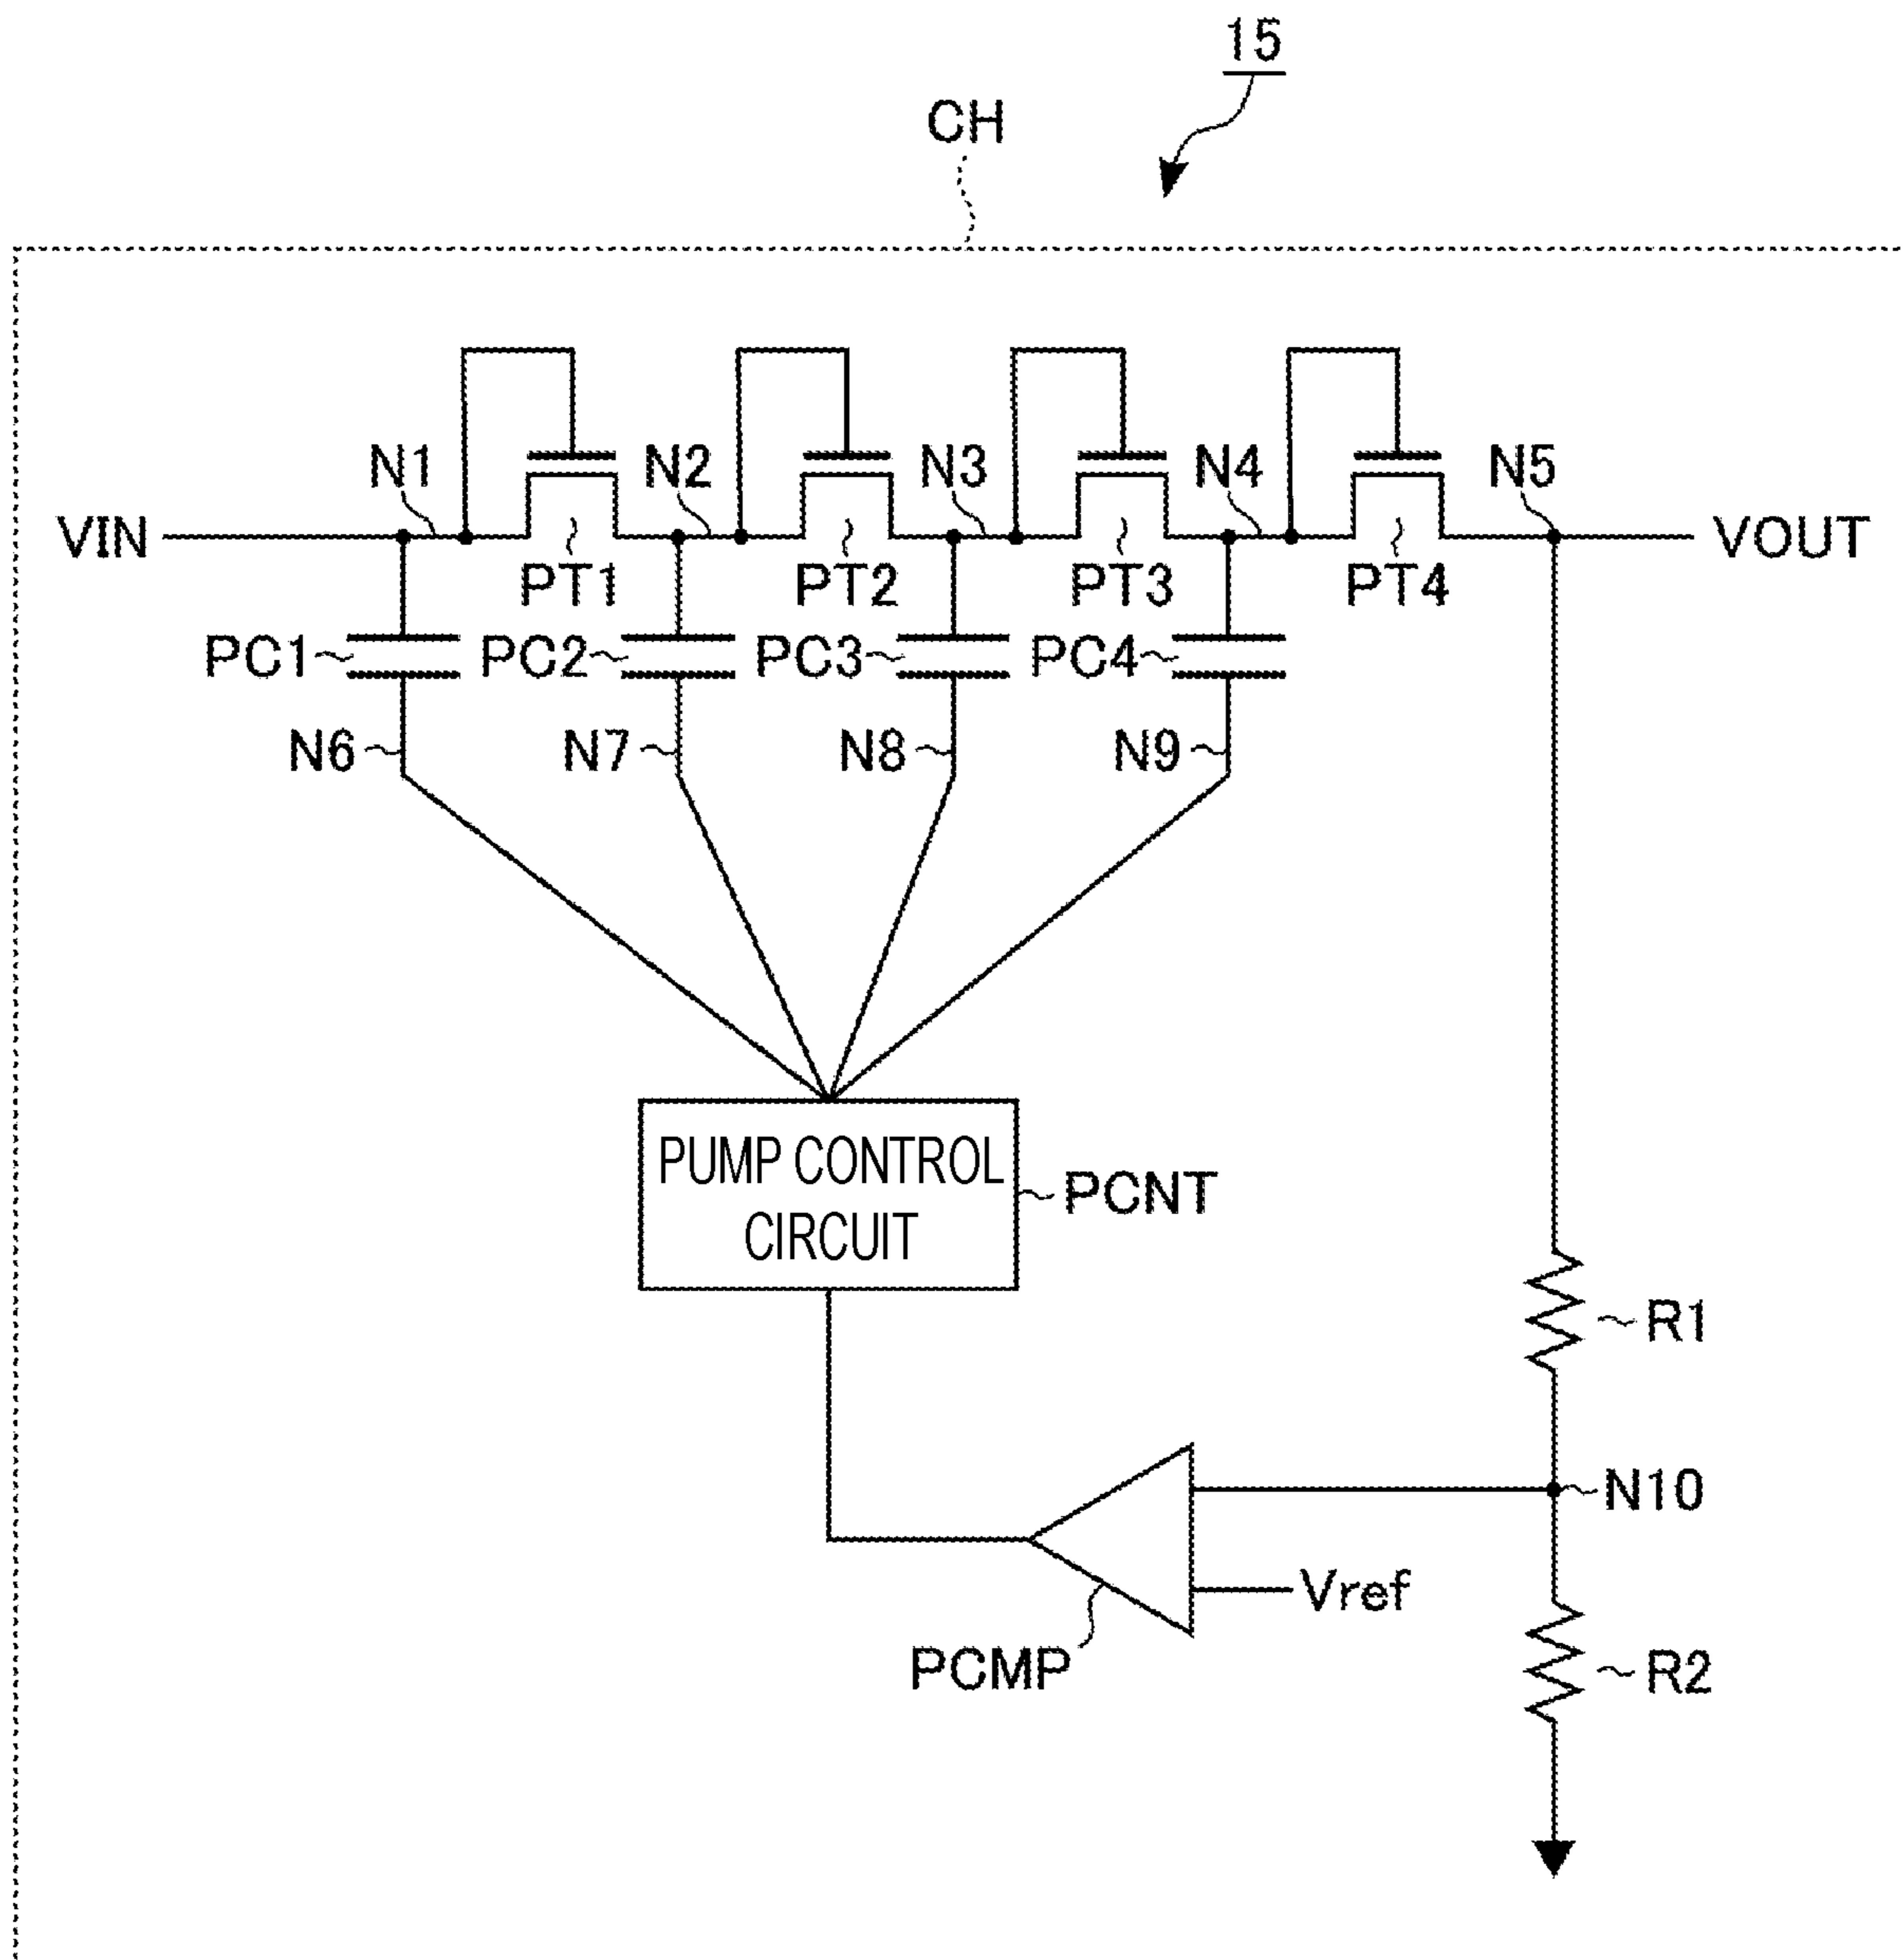 15
CH
N1
N2
N3
N4
N5
VIN
VOUT
PT1
PT2
PT3
PT4
PC1
PC2
PC3
PC4
N6
N7
N8
N9
PUMP CONTROL
CIRCUIT
PCNT
R1
N10
Vref
PCMP
R2